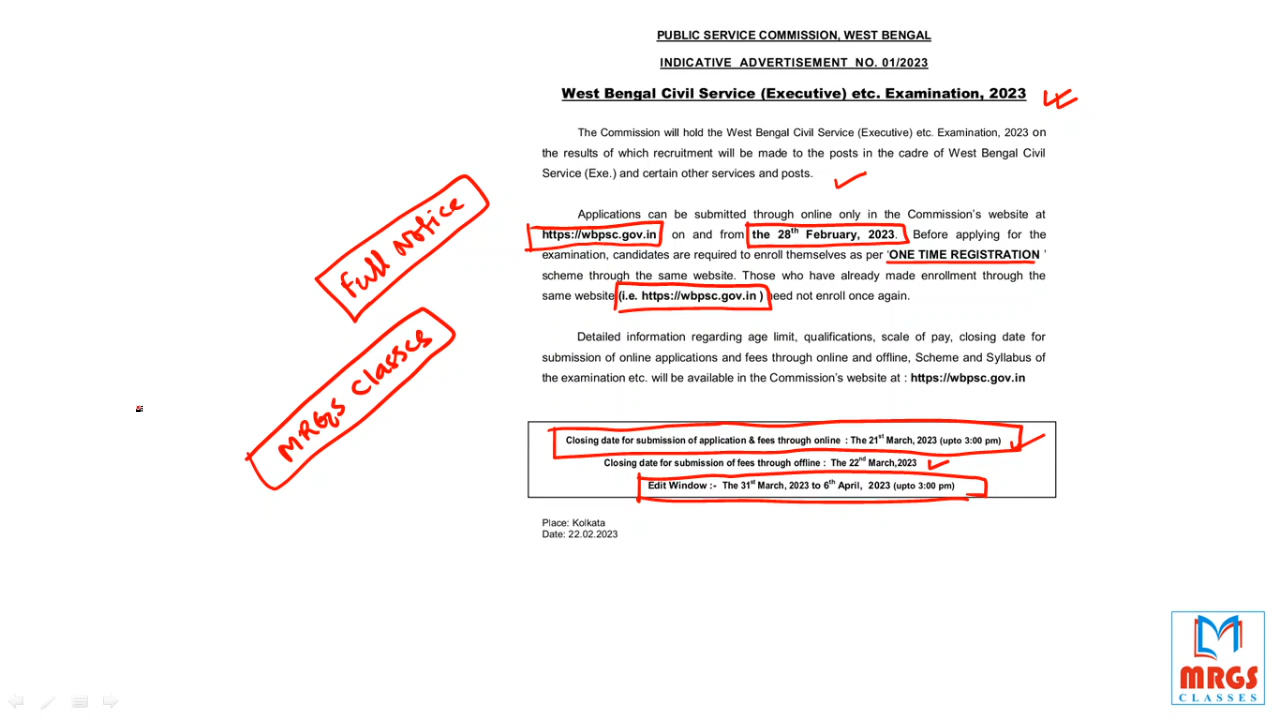 PUBLIC SERVICE COMMISSION, WEST BENGAL
INDICATIVE ADVERTISEMENT NO. 01/2023
West Bengal Civil Service (Executive) etc. Examination, 2023
The Commission will hold the West Bengal Civil Service (Executive) etc. Examination, 2023 on
the results of which recruitment will be made to the posts in the cadre of West Bengal Civil
Service (Exe.) and certain other services and posts.
Applications can be submitted through online only in the Commission's website at
https://wbpsc.gov.in on and from the 28th February, 2023. Before applying for the
examination, candidates are required to enroll themselves as per 'ONE TIME REGISTRATION '
scheme through the same website. Those who have already made enrollment through the
same website (i.e. https://wbpsc.gov.in ) need not enroll once again.
Detailed information regarding age limit, qualifications, scale of pay, closing date for
submission of online applications and fees through online and offline, Scheme and Syllabus of
the examination etc. will be available in the Commission's website at : https://wbpsc.gov.in
Closing date for submission of application & fees through online : The 21st March, 2023 (upto 3:00 pm)
Closing date for submission of fees through offline : The 22nd March,2023
Edit Window :- The 31st March, 2023 to 6th April, 2023 (upto 3:00 pm)
Place: Kolkata
Date: 22.02.2023
Full Notice
MRGS Classes
MRGS
CLASSES